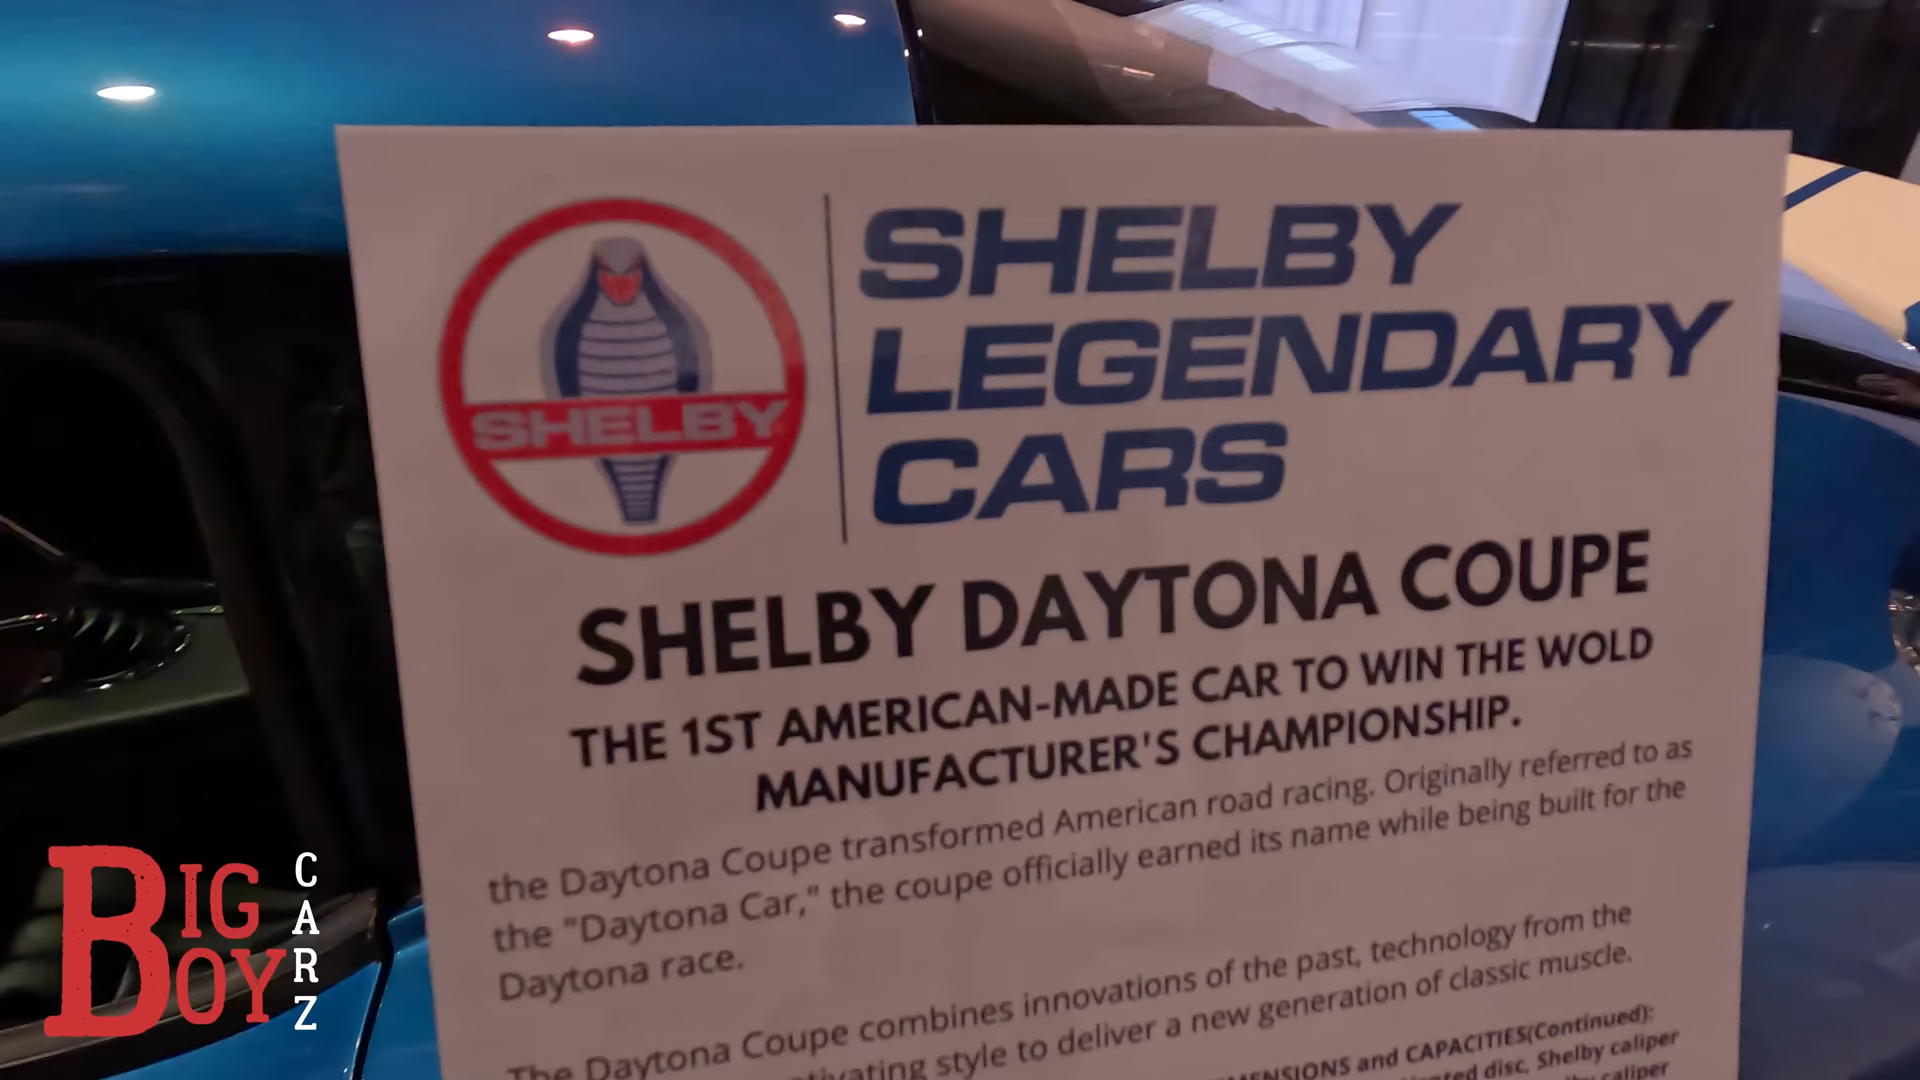 SHELBY
SHELBY
LEGENDARY
CARS
SHELBY DAYTONA COUPE
THE 1ST AMERICAN-MADE CAR TO WIN THE WOLD
MANUFACTURER'S CHAMPIONSHIP.
the Daytona Coupe transformed American road racing. Originally referred to as
the "Daytona Car," the coupe officially earned its name while being built for the
Daytona race.
The Daytona Coupe combines innovations of the past, technology from the
style to deliver a new generation of classic muscle.
and CAPACITIES(Continued):
disc, Shelby caliper
caliper
BIG
BOY
CARZ